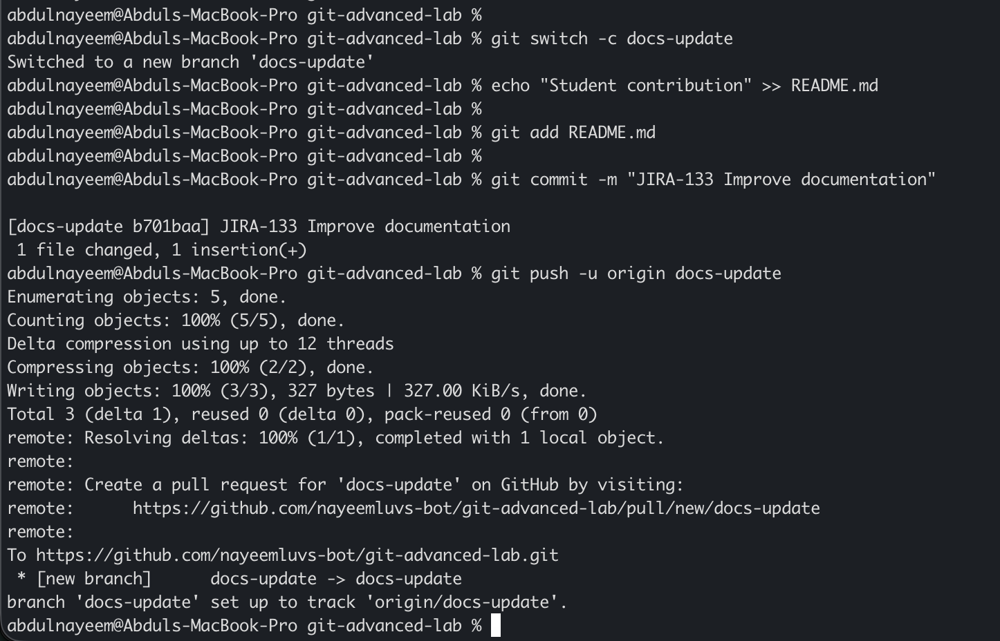 abdulnayeem@Abduls-MacBook-Pro git-advanced-lab %
abdulnayeem@Abduls-MacBook-Pro git-advanced-lab % git switch -c docs-update
Switched to a new branch 'docs-update'
abdulnayeem@Abduls-MacBook-Pro git-advanced-lab % echo "Student contribution" >> README.md
abdulnayeem@Abduls-MacBook-Pro git-advanced-lab %
abdulnayeem@Abduls-MacBook-Pro git-advanced-lab % git add README.md
abdulnayeem@Abduls-MacBook-Pro git-advanced-lab %
abdulnayeem@Abduls-MacBook-Pro git-advanced-lab % git commit -m "JIRA-133 Improve documentation"

[docs-update b701baa] JIRA-133 Improve documentation
 1 file changed, 1 insertion(+)
abdulnayeem@Abduls-MacBook-Pro git-advanced-lab % git push -u origin docs-update
Enumerating objects: 5, done.
Counting objects: 100% (5/5), done.
Delta compression using up to 12 threads
Compressing objects: 100% (2/2), done.
Writing objects: 100% (3/3), 327 bytes | 327.00 KiB/s, done.
Total 3 (delta 1), reused 0 (delta 0), pack-reused 0 (from 0)
remote: Resolving deltas: 100% (1/1), completed with 1 local object.
remote:
remote: Create a pull request for 'docs-update' on GitHub by visiting:
remote:      https://github.com/nayeemluvs-bot/git-advanced-lab/pull/new/docs-update
remote:
To https://github.com/nayeemluvs-bot/git-advanced-lab.git
 * [new branch]      docs-update -> docs-update
branch 'docs-update' set up to track 'origin/docs-update'.
abdulnayeem@Abduls-MacBook-Pro git-advanced-lab %